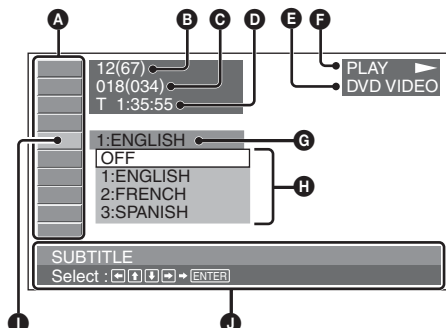 A
B
C
D
E
F
12(67)
018(034)
T 1:35:55
PLAY
DVD VIDEO
1:ENGLISH
G
OFF
1:ENGLISH
2:FRENCH
3:SPANISH
H
SUBTITLE
Select : ← ↑ ↓ → → ENTER
I
J